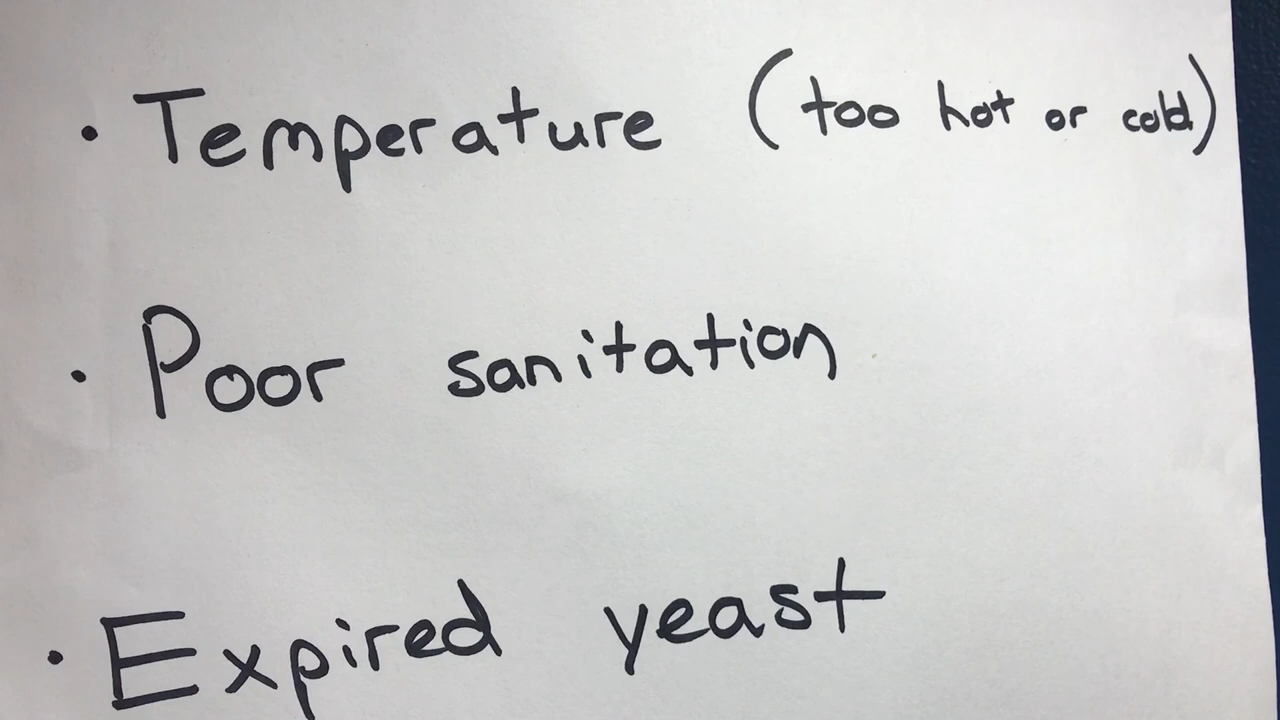 • Temperature (too hot or cold)
• Poor sanitation
• Expired yeast